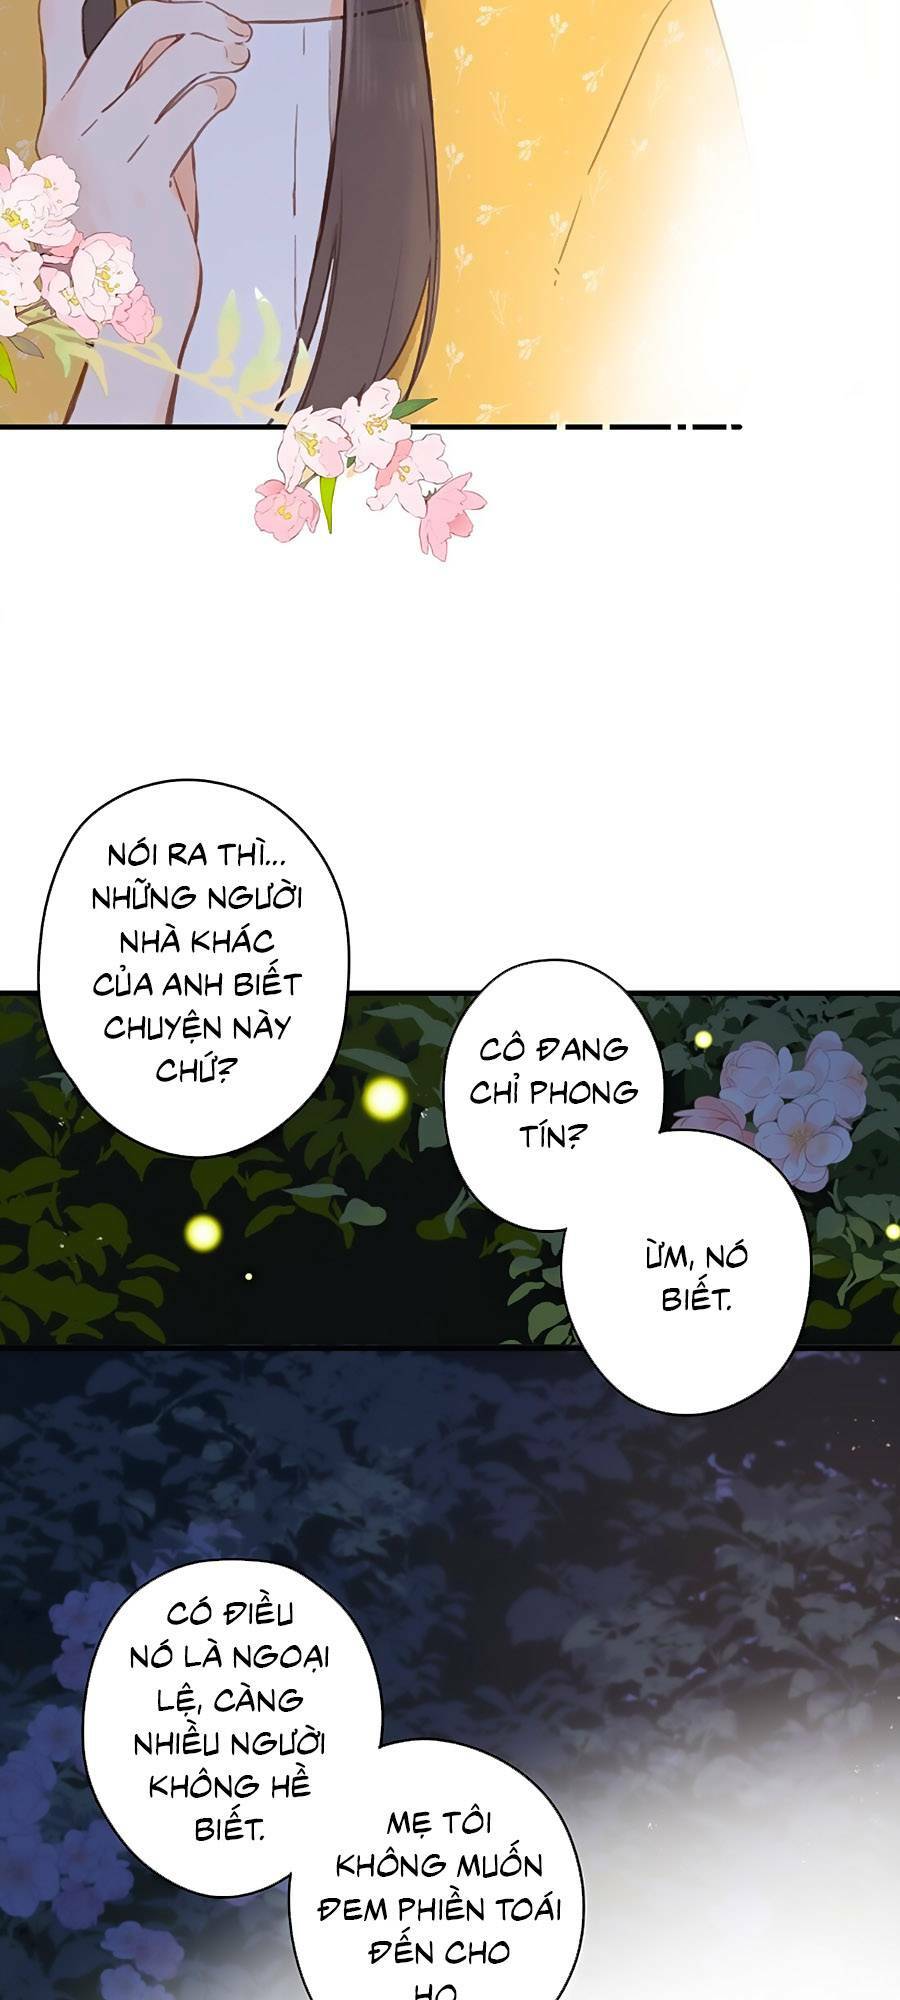 NÓI RA THÌ...
NHỮNG NGƯỜI
NHÀ KHÁC
CỦA ANH BIẾT
CHUYỆN NÀY
CHỨ?
CÔ ĐANG
CHỈ PHONG
TÍN?
ỪM, NÓ
BIẾT.
CÓ ĐIỀU
NÓ LÀ NGOẠI
LỆ, CÀNG
NHIỀU NGƯỜI
KHÔNG HỀ
BIẾT.
MẸ TÔI
KHÔNG MUỐN
ĐEM PHIỀN TOÁI
ĐẾN CHO